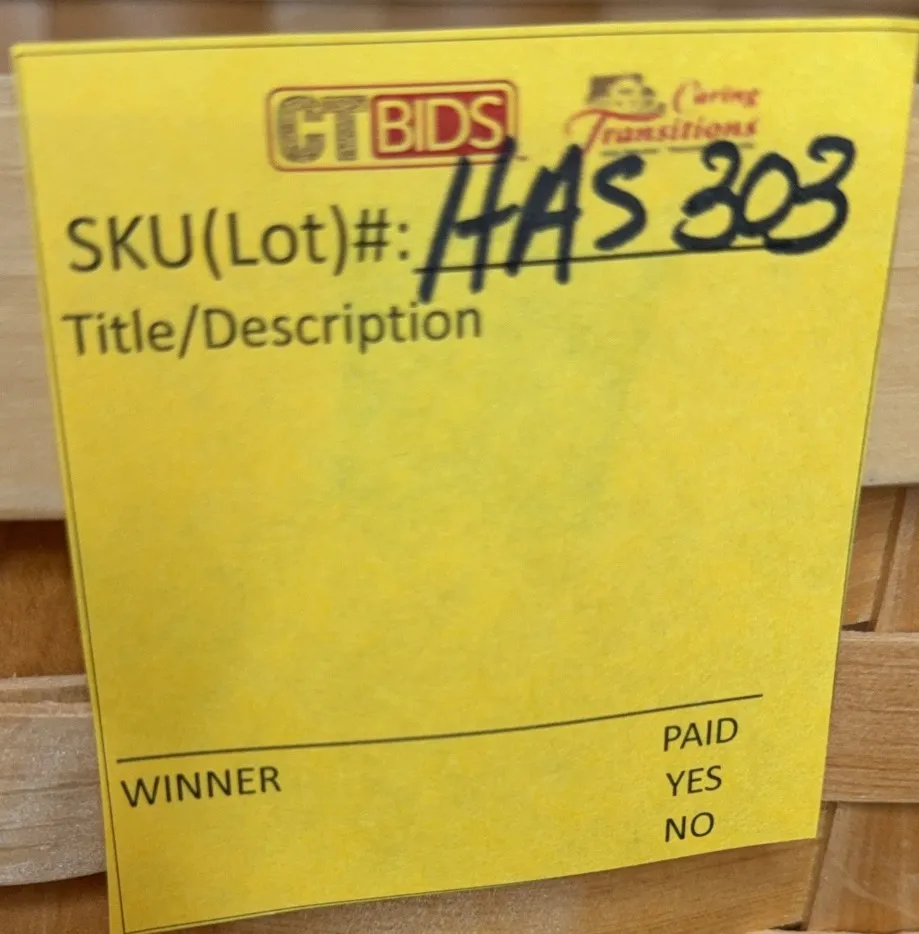 CTBIDS
Caring
Transitions
SKU(Lot)#: HAS 303
Title/Description
WINNER
PAID
YES
NO